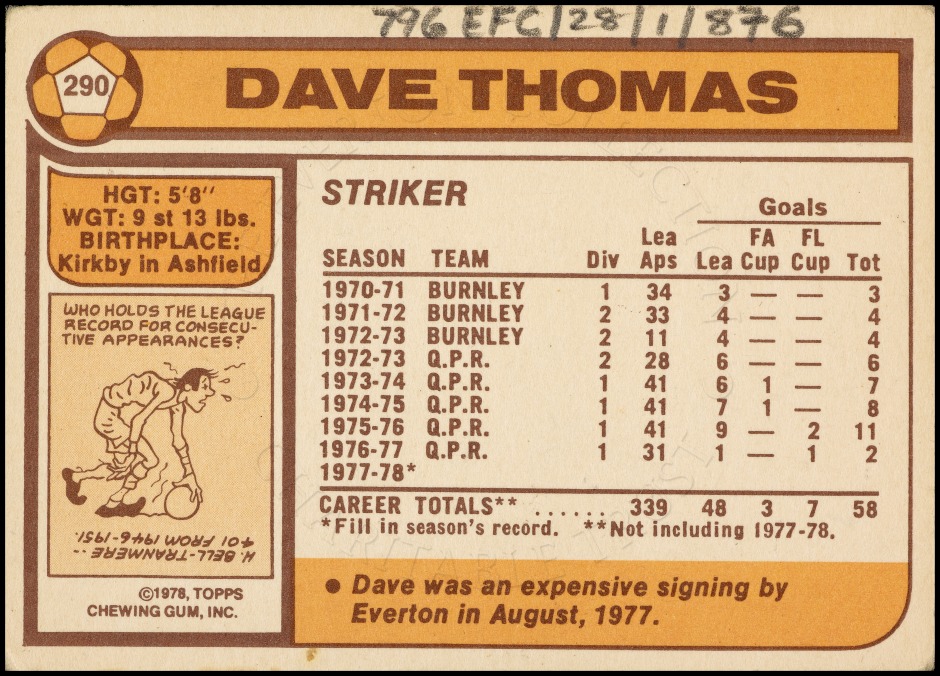 796 EFC/28/1/876
290
DAVE THOMAS
HGT: 5'8''
WGT: 9 st 13 lbs.
BIRTHPLACE:
Kirkby in Ashfield
WHO HOLDS THE LEAGUE
RECORD FOR CONSECU-
TIVE APPEARANCES?
W. BELL-TRANMERE ..
401 FROM 1946-1951.
©1978, TOPPS
CHEWING GUM, INC.
STRIKER
Goals
Lea FA FL
SEASON TEAM Div Aps Lea Cup Cup Tot
1970-71 BURNLEY 1 34 3 — — 3
1971-72 BURNLEY 2 33 4 — — 4
1972-73 BURNLEY 2 11 4 — — 4
1972-73 Q.P.R. 2 28 6 — — 6
1973-74 Q.P.R. 1 41 6 1 — 7
1974-75 Q.P.R. 1 41 7 1 — 8
1975-76 Q.P.R. 1 41 9 — 2 11
1976-77 Q.P.R. 1 31 1 — 1 2
1977-78*
CAREER TOTALS** ...... 339 48 3 7 58
*Fill in season's record. **Not including 1977-78.
● Dave was an expensive signing by
Everton in August, 1977.